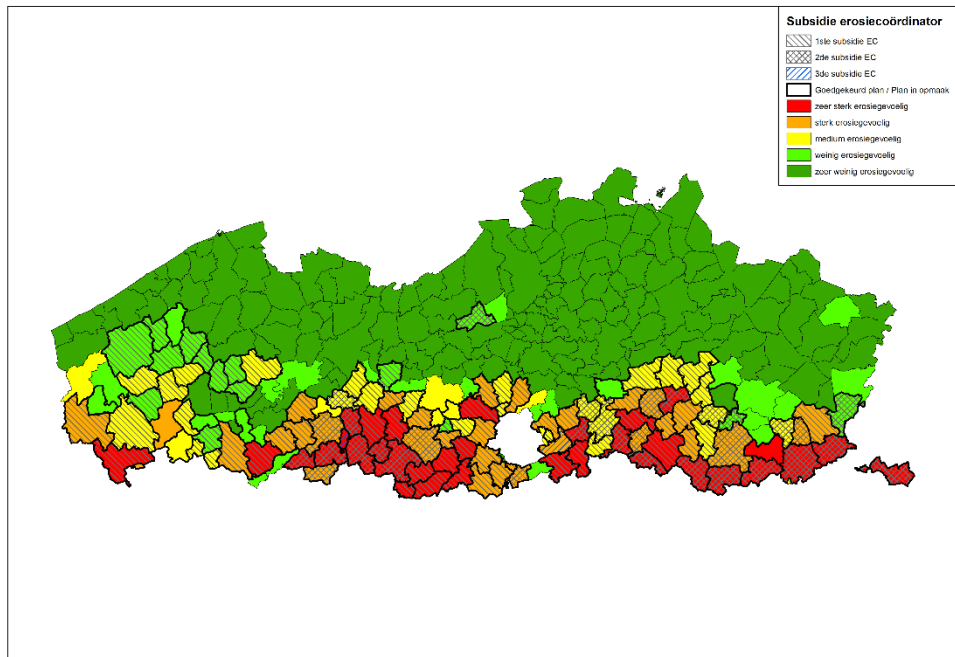 Subsidie erosiecoördinator
1ste subsidie EC
2de subsidie EC
3de subsidie EC
Goedgekeurd plan / Plan in opmaak
zeer sterk erosiegevoelig
sterk erosiegevoelig
medium erosiegevoelig
weinig erosiegevoelig
zeer weinig erosiegevoelig